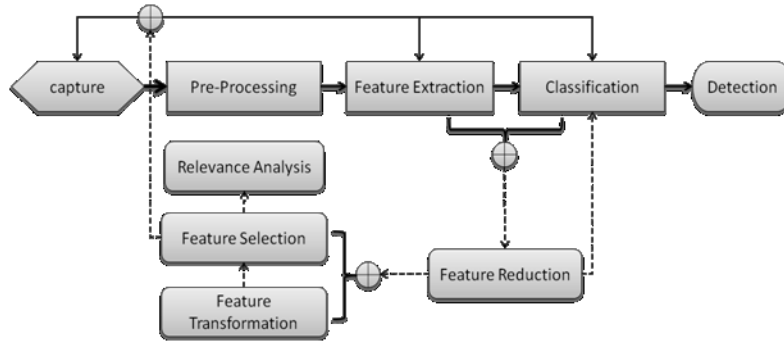 capture
Pre-Processing
Feature Extraction
Classification
Detection
Relevance Analysis
Feature Selection
Feature Reduction
Feature
Transformation